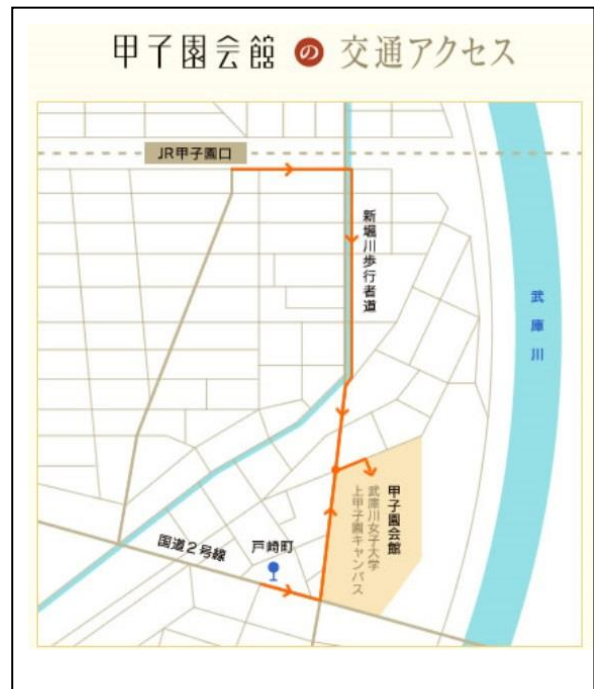 甲子園会館 の 交通アクセス
JR甲子園口
新堀川歩行者道
武庫川
甲子園会館
武庫川女子大学
上甲子園キャンパス
戸崎町
国道2号線